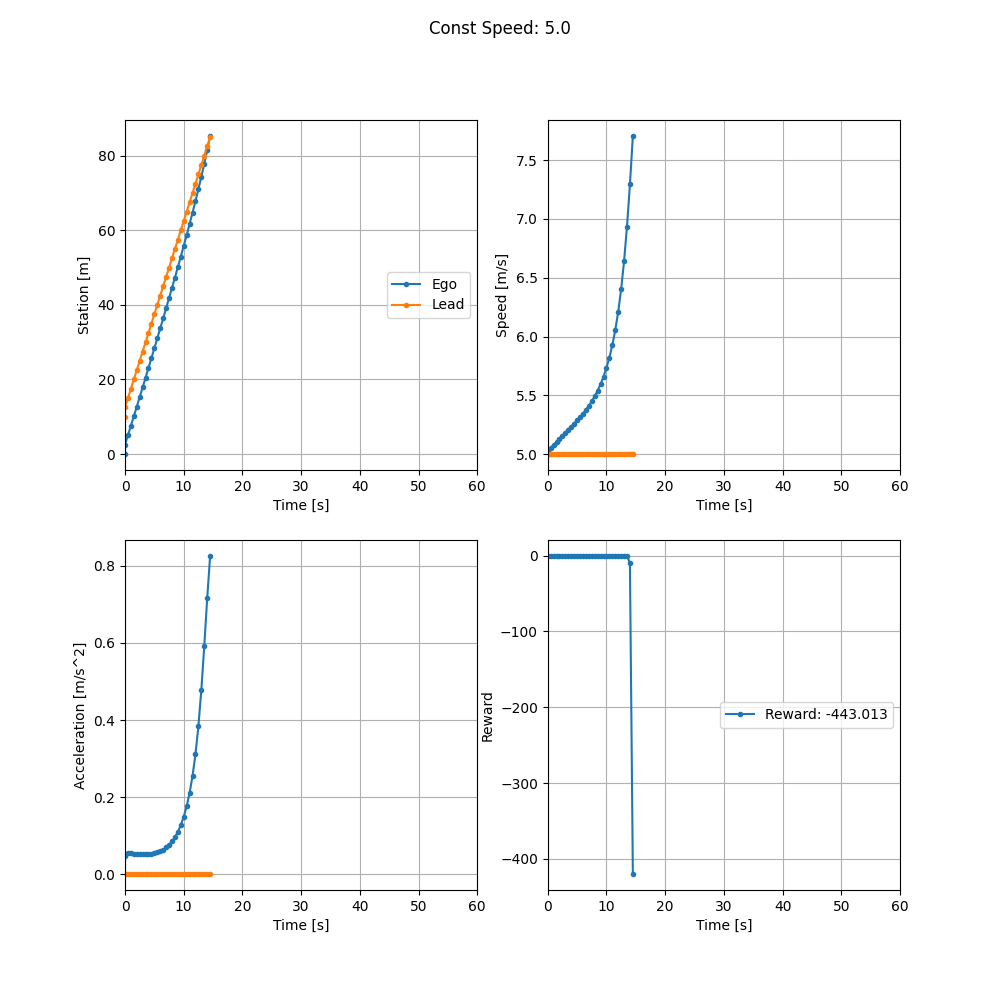 Const Speed: 5.0
80
60
40
20
0
Station [m]
Ego
Lead
0 10 20 30 40 50 60
Time [s]
7.5
7.0
6.5
6.0
5.5
5.0
Speed [m/s]
0 10 20 30 40 50 60
Time [s]
0.8
0.6
0.4
0.2
0.0
Acceleration [m/s^2]
0 10 20 30 40 50 60
Time [s]
0
−100
−200
−300
−400
Reward
Reward: -443.013
0 10 20 30 40 50 60
Time [s]